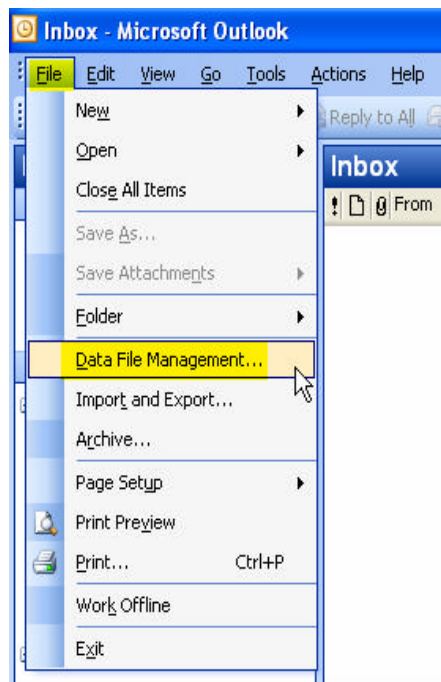 Inbox - Microsoft Outlook
File Edit View Go Tools Actions Help
New
Reply to All
Open
Inbox
Close All Items
! From
Save As...
Save Attachments
Folder
Data File Management...
Import and Export...
Archive...
Page Setup
Print Preview
Print... Ctrl+P
Work Offline
Exit